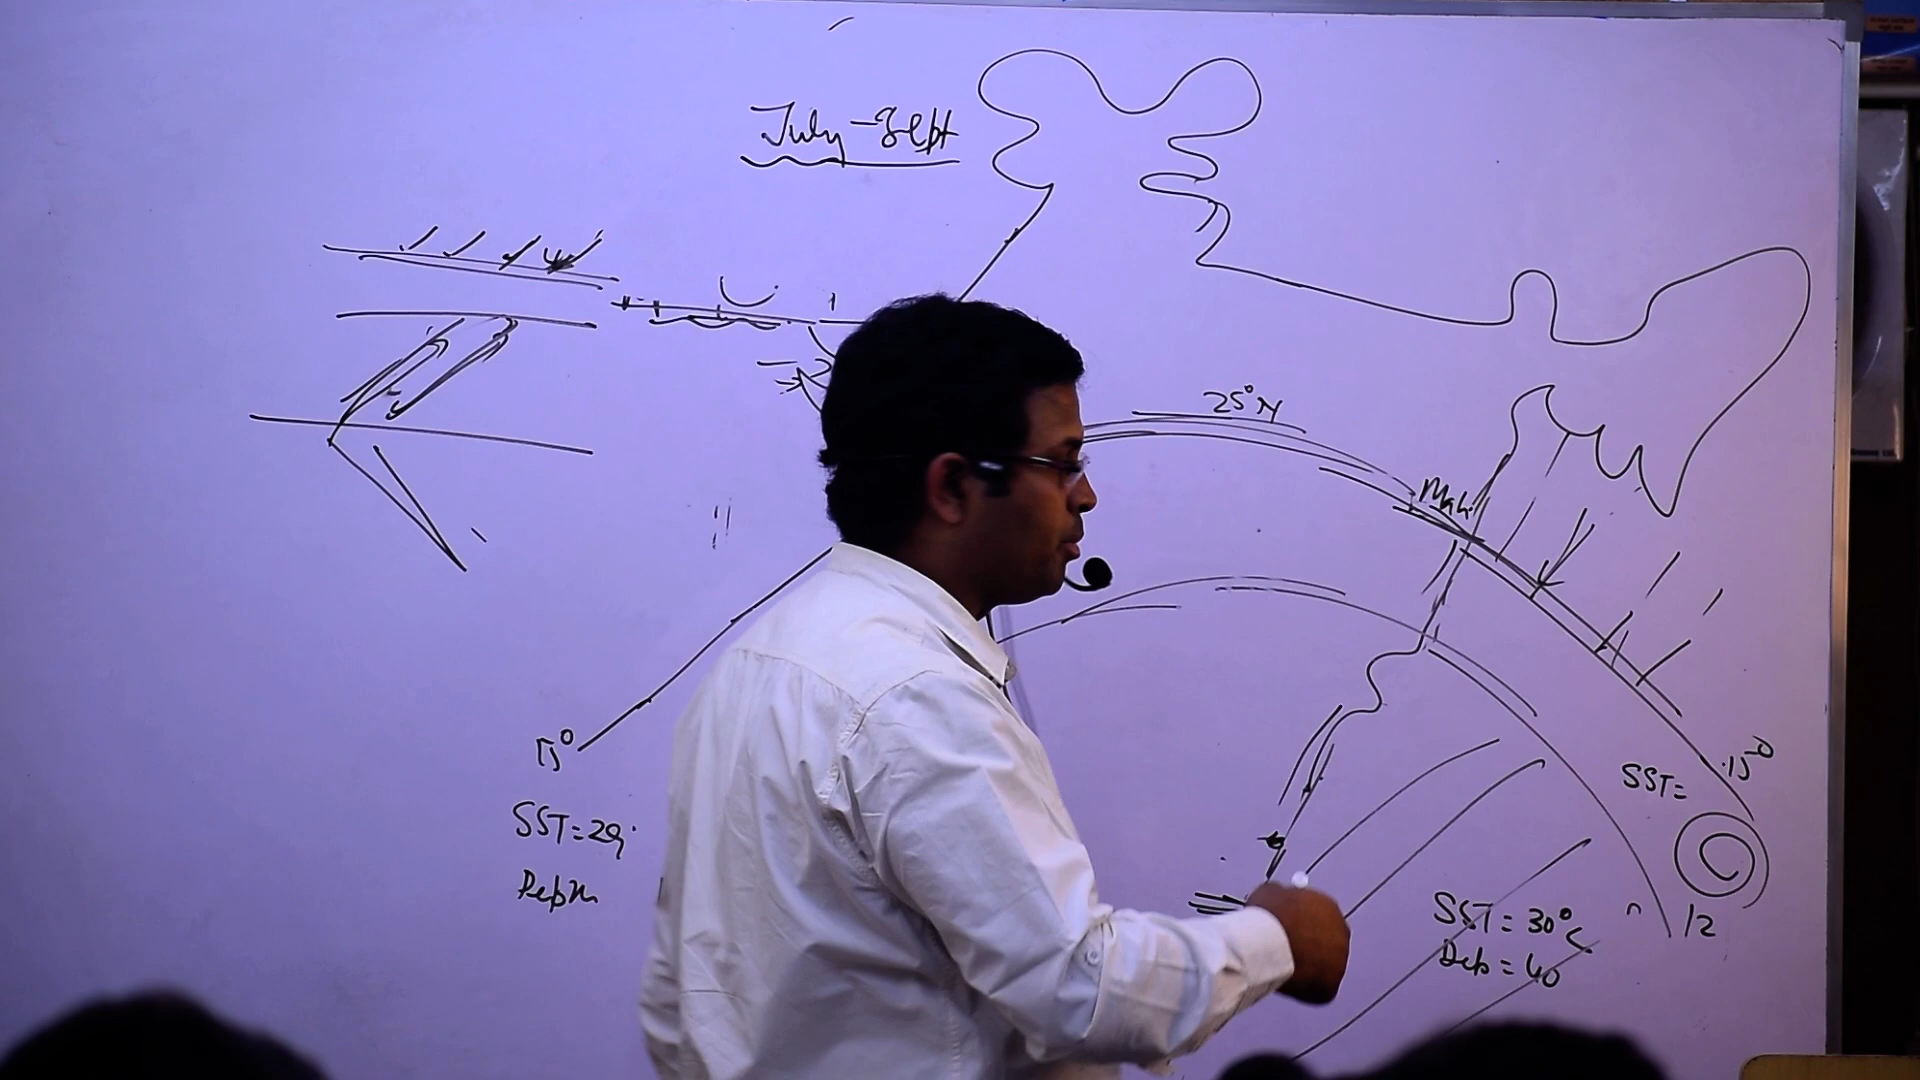 July-Sept
25°N
15°
SST=
15°
SST=29
SST=30°C
12
Dep=40